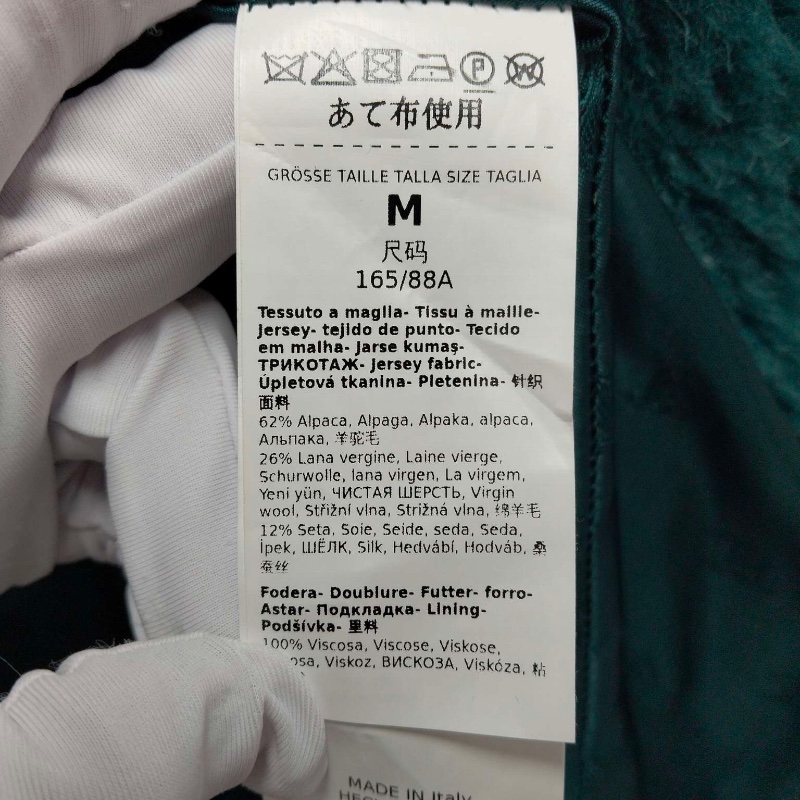 P W
あて布使用
GRÖSSE TAILLE TALLA SIZE TAGLIA
M
尺码
165/88A
Tessuto a maglia- Tissu à maille-
jersey- tejido de punto- Tecido
em malha- Jarse kumaş-
ТРИКОТАЖ- Jersey fabric-
Úpletová tkanina- Pletenina- 针织
面料
62% Alpaca, Alpaga, Alpaka, alpaca,
Альпака, 羊驼毛
26% Lana vergine, Laine vierge,
Schurwolle, lana virgen, La virgem,
Yeni yün, ЧИСТАЯ ШЕРСТЬ, Virgin
wool, Střižní vlna, Strižná vlna, 绵羊毛
12% Seta, Soie, Seide, seda, Seda,
İpek, ШЁЛК, Silk, Hedvábí, Hodváb, 桑
蚕丝
Fodera- Doublure- Futter- forro-
Astar- Подкладка- Lining-
Podšívka- 里料
100% Viscosa, Viscose, Viskose,
Viskoz, ВИСКОЗА, Viskóza, 粘
MADE IN Italy